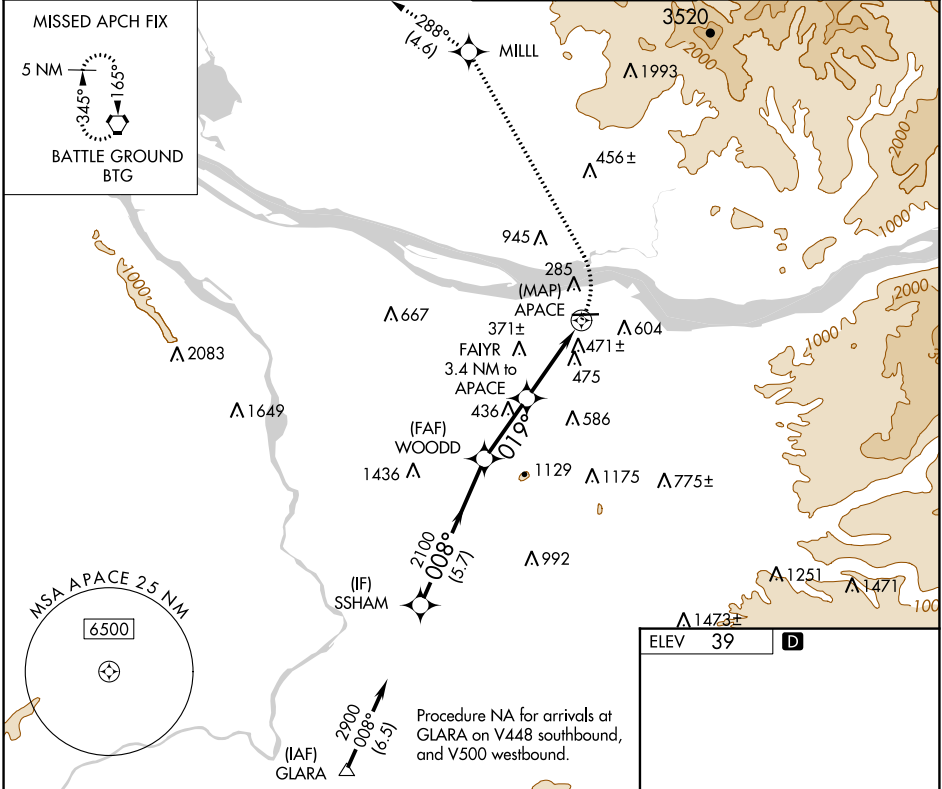 MISSED APCH FIX
5 NM
345°
165°
BATTLE GROUND
BTG
288°
(4.6)
MILLL
3520
2000
1993
2000
456±
1000
945
1000
285
(MAP)
APACE
2000
667
371±
604
1000
2083
FAIYR
3.4 NM to
APACE
471±
475
1649
436
586
(FAF)
WOODD
019°
1436
1129
1175
775±
2100
008°
(5.7)
992
(IF)
SSHAM
1251
1471
100
1473±
MSA APACE 25 NM
6500
ELEV 39
D
2900
008°
(6.5)
(IAF)
GLARA
Procedure NA for arrivals at
GLARA on V448 southbound,
and V500 westbound.